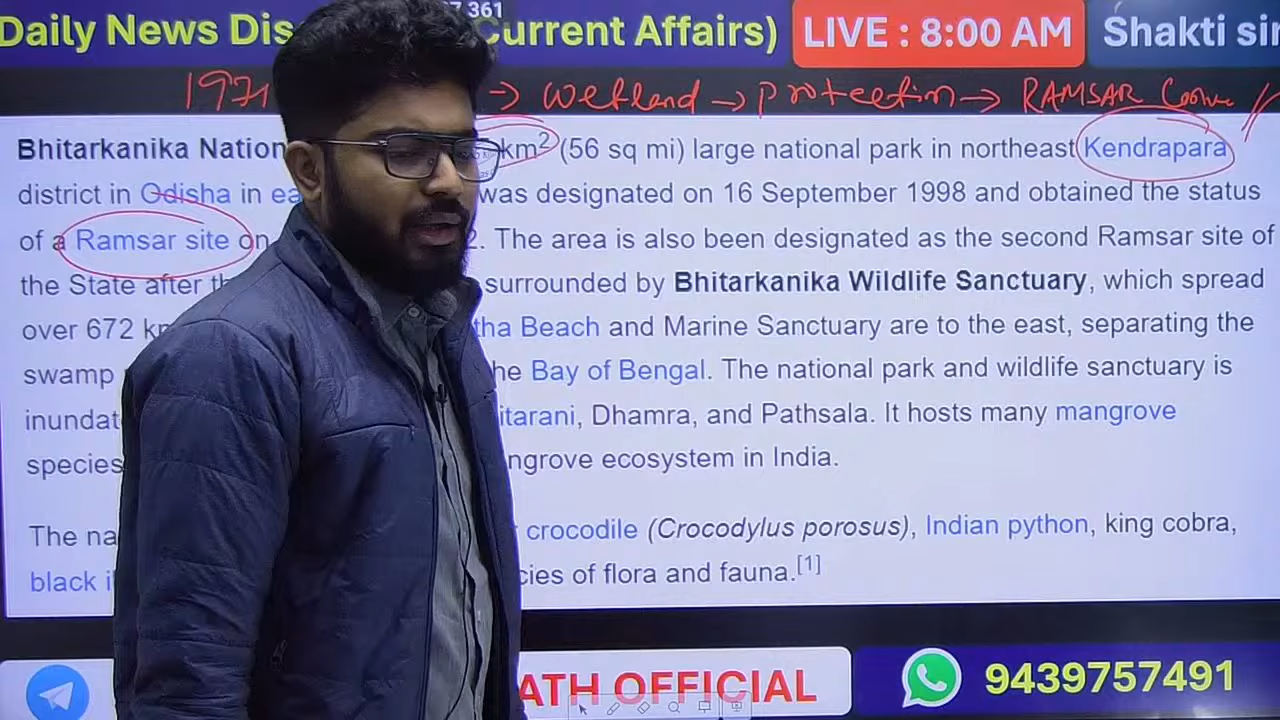 Daily News Dis Current Affairs) LIVE : 8:00 AM Shakti sin
361
1971 → wetland → protection → RAMSAR
Bhitarkanika Nation km² (56 sq mi) large national park in northeast Kendrapara
district in Odisha in ea was designated on 16 September 1998 and obtained the status
of a Ramsar site on 2. The area is also been designated as the second Ramsar site of
the State after th surrounded by Bhitarkanika Wildlife Sanctuary, which spread
over 672 km tha Beach and Marine Sanctuary are to the east, separating the
swamp he Bay of Bengal. The national park and wildlife sanctuary is
inundat itarani, Dhamra, and Pathsala. It hosts many mangrove
species ngrove ecosystem in India.
The na crocodile (Crocodylus porosus), Indian python, king cobra,
black i cies of flora and fauna.[1]
ATH OFFICIAL 9439757491